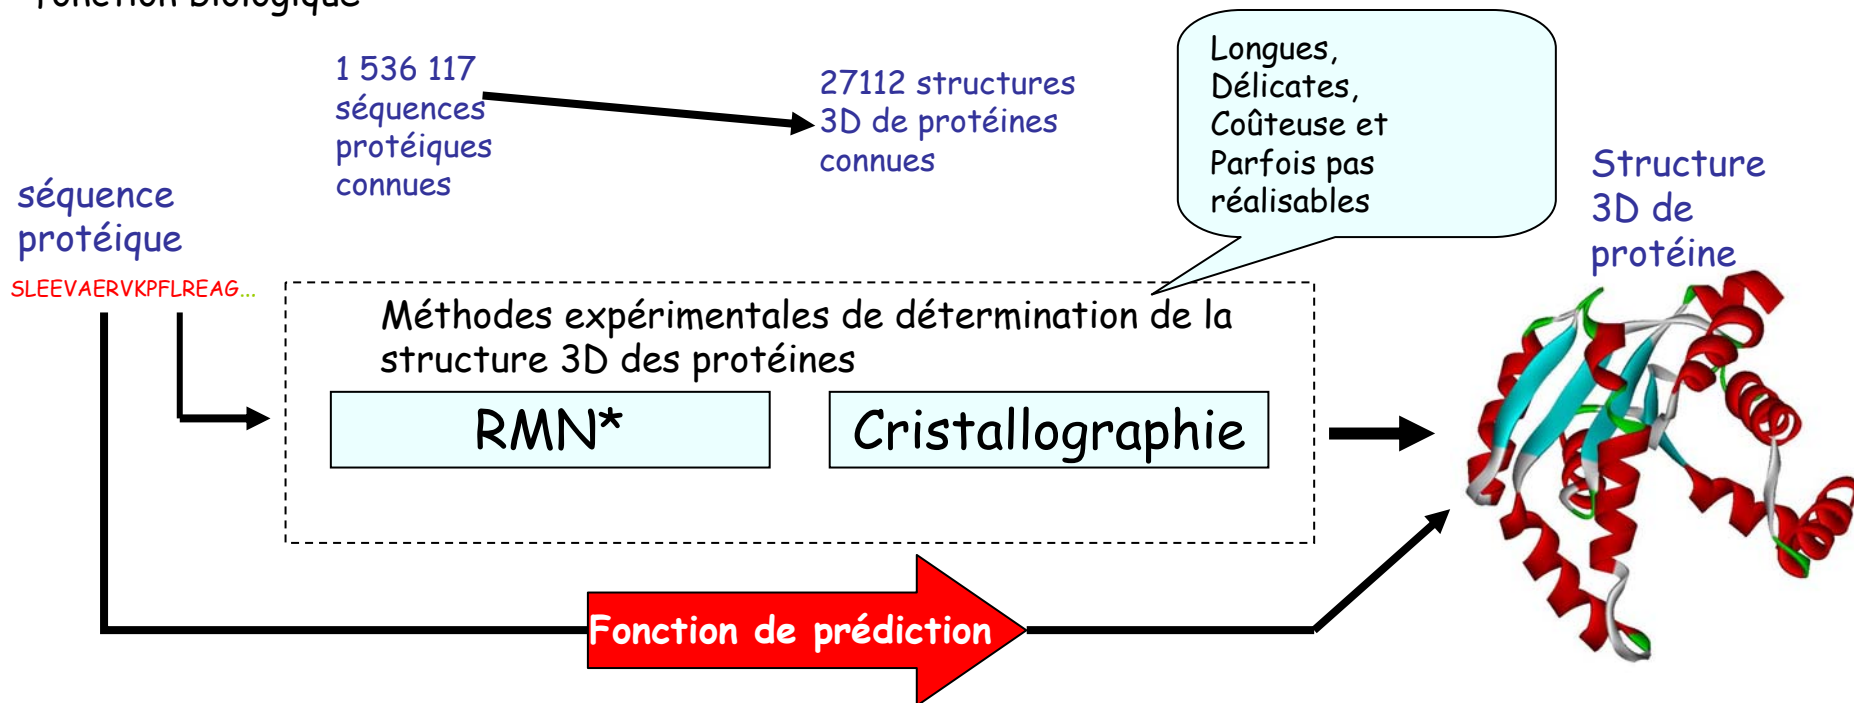 fonction biologique
1 536 117
séquences
protéiques
connues
27112 structures
3D de protéines
connues
Longues,
Délicates,
Coûteuse et
Parfois pas
réalisables
Structure
3D de
protéine
séquence
protéique
SLEEVAERVKPFLREAG...
Méthodes expérimentales de détermination de la
structure 3D des protéines
RMN*
Cristallographie
Fonction de prédiction